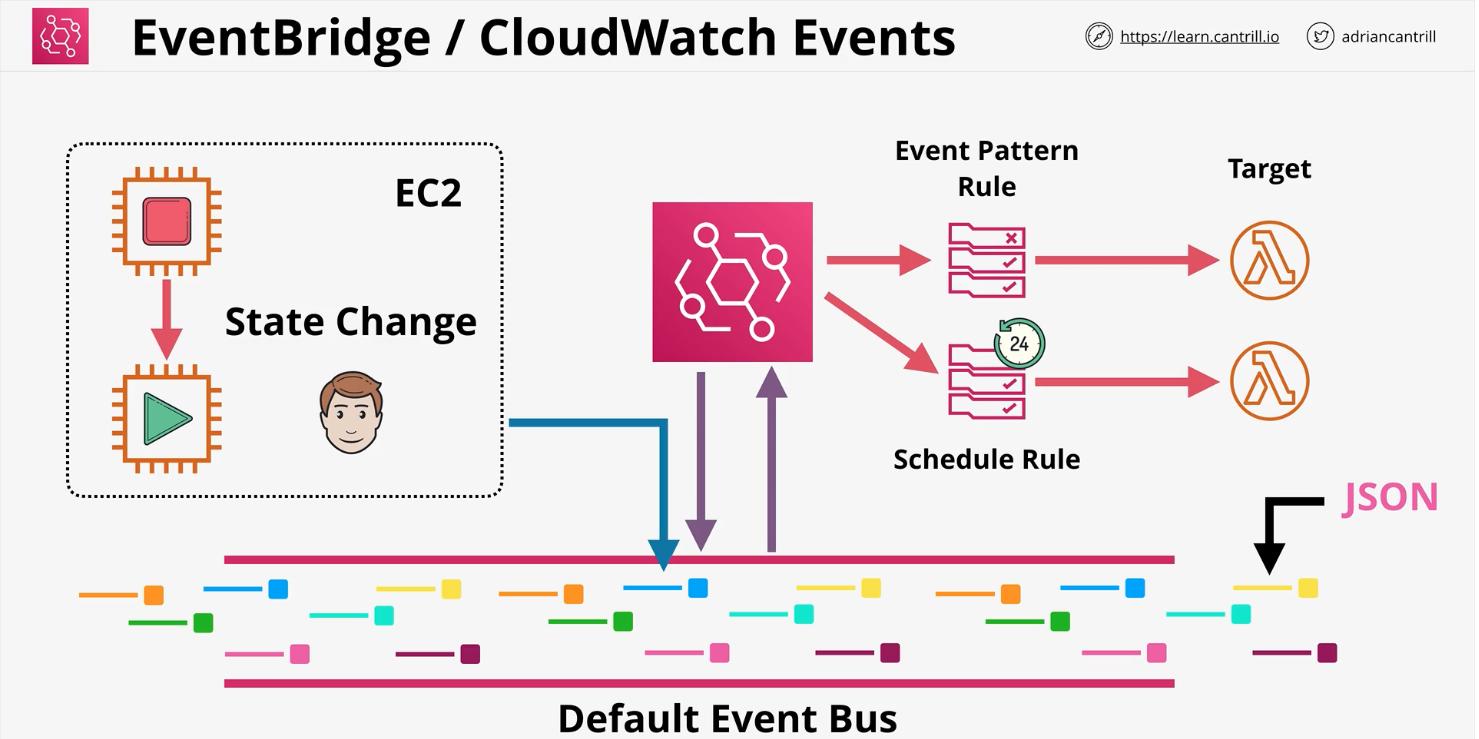 EventBridge / CloudWatch Events
https://learn.cantrill.io
adriancantrill
EC2
State Change
Event Pattern
Rule
Target
24
Schedule Rule
JSON
Default Event Bus